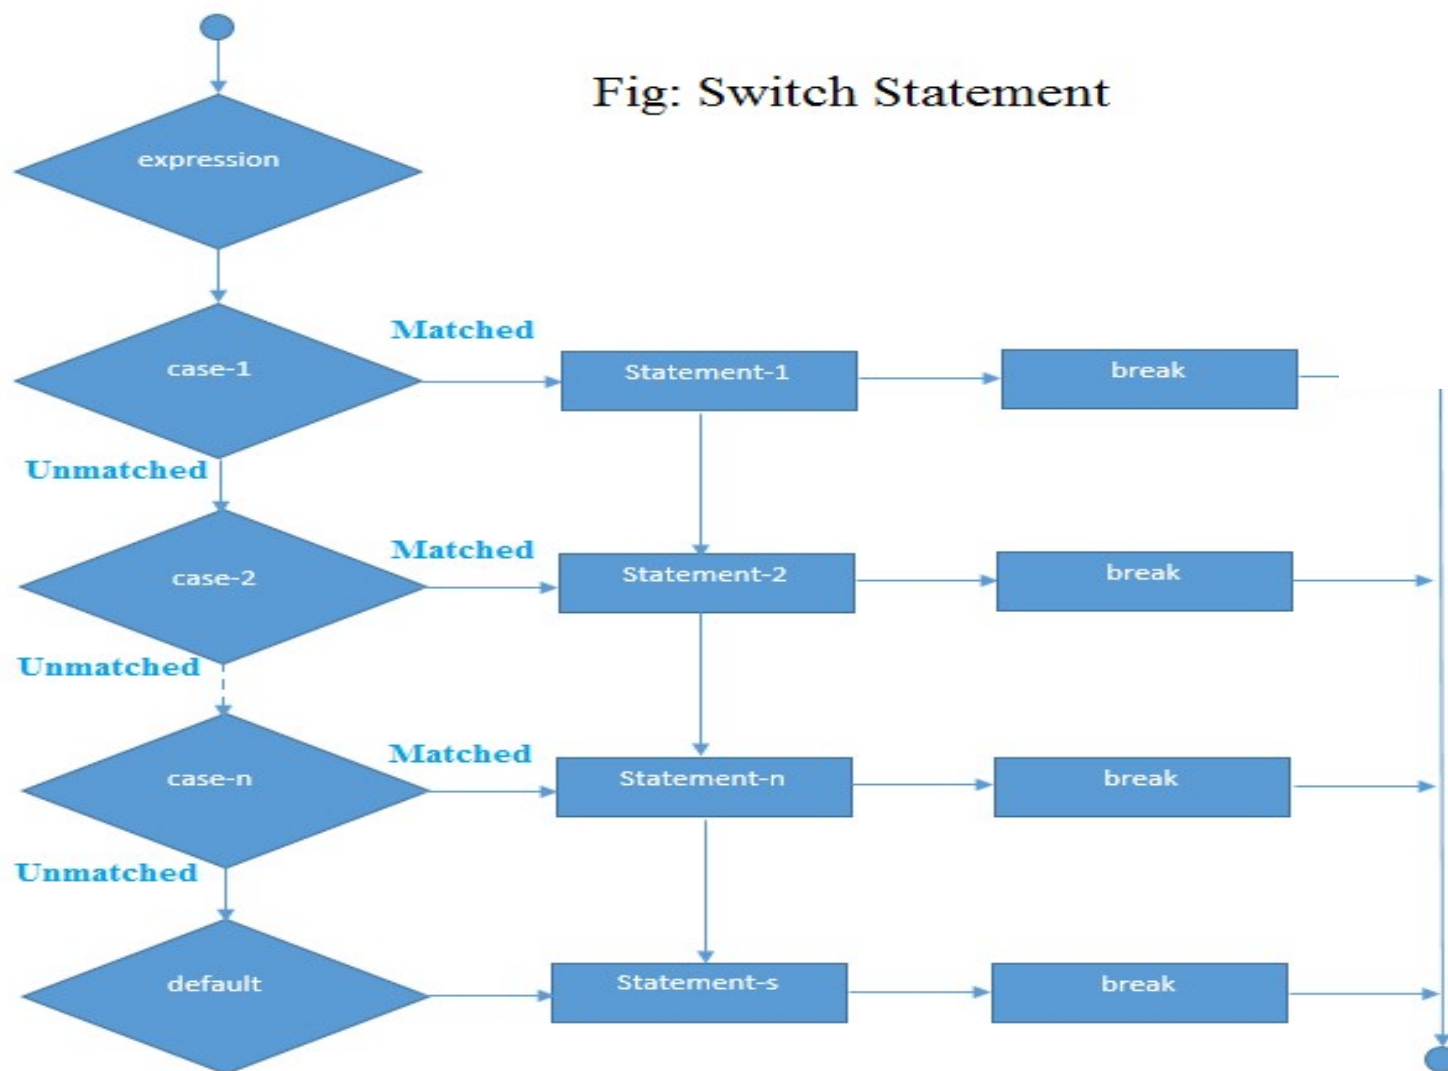 Fig: Switch Statement
expression
case-1
Matched
Statement-1
break
Unmatched
case-2
Matched
Statement-2
break
Unmatched
case-n
Matched
Statement-n
break
Unmatched
default
Statement-s
break